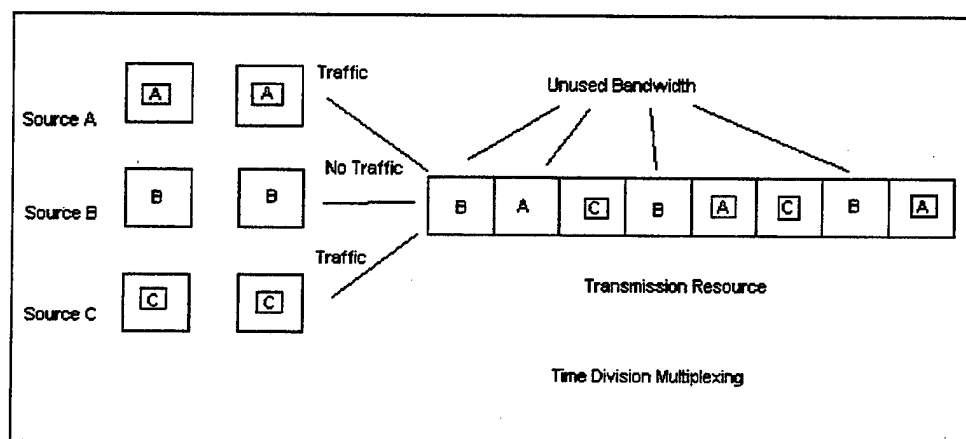 Traffic
Unused Bandwidth
A A
Source A
No Traffic
B B
Source B
B A C B A C B A
Traffic
C C
Source C
Transmission Resource
Time Division Multiplexing